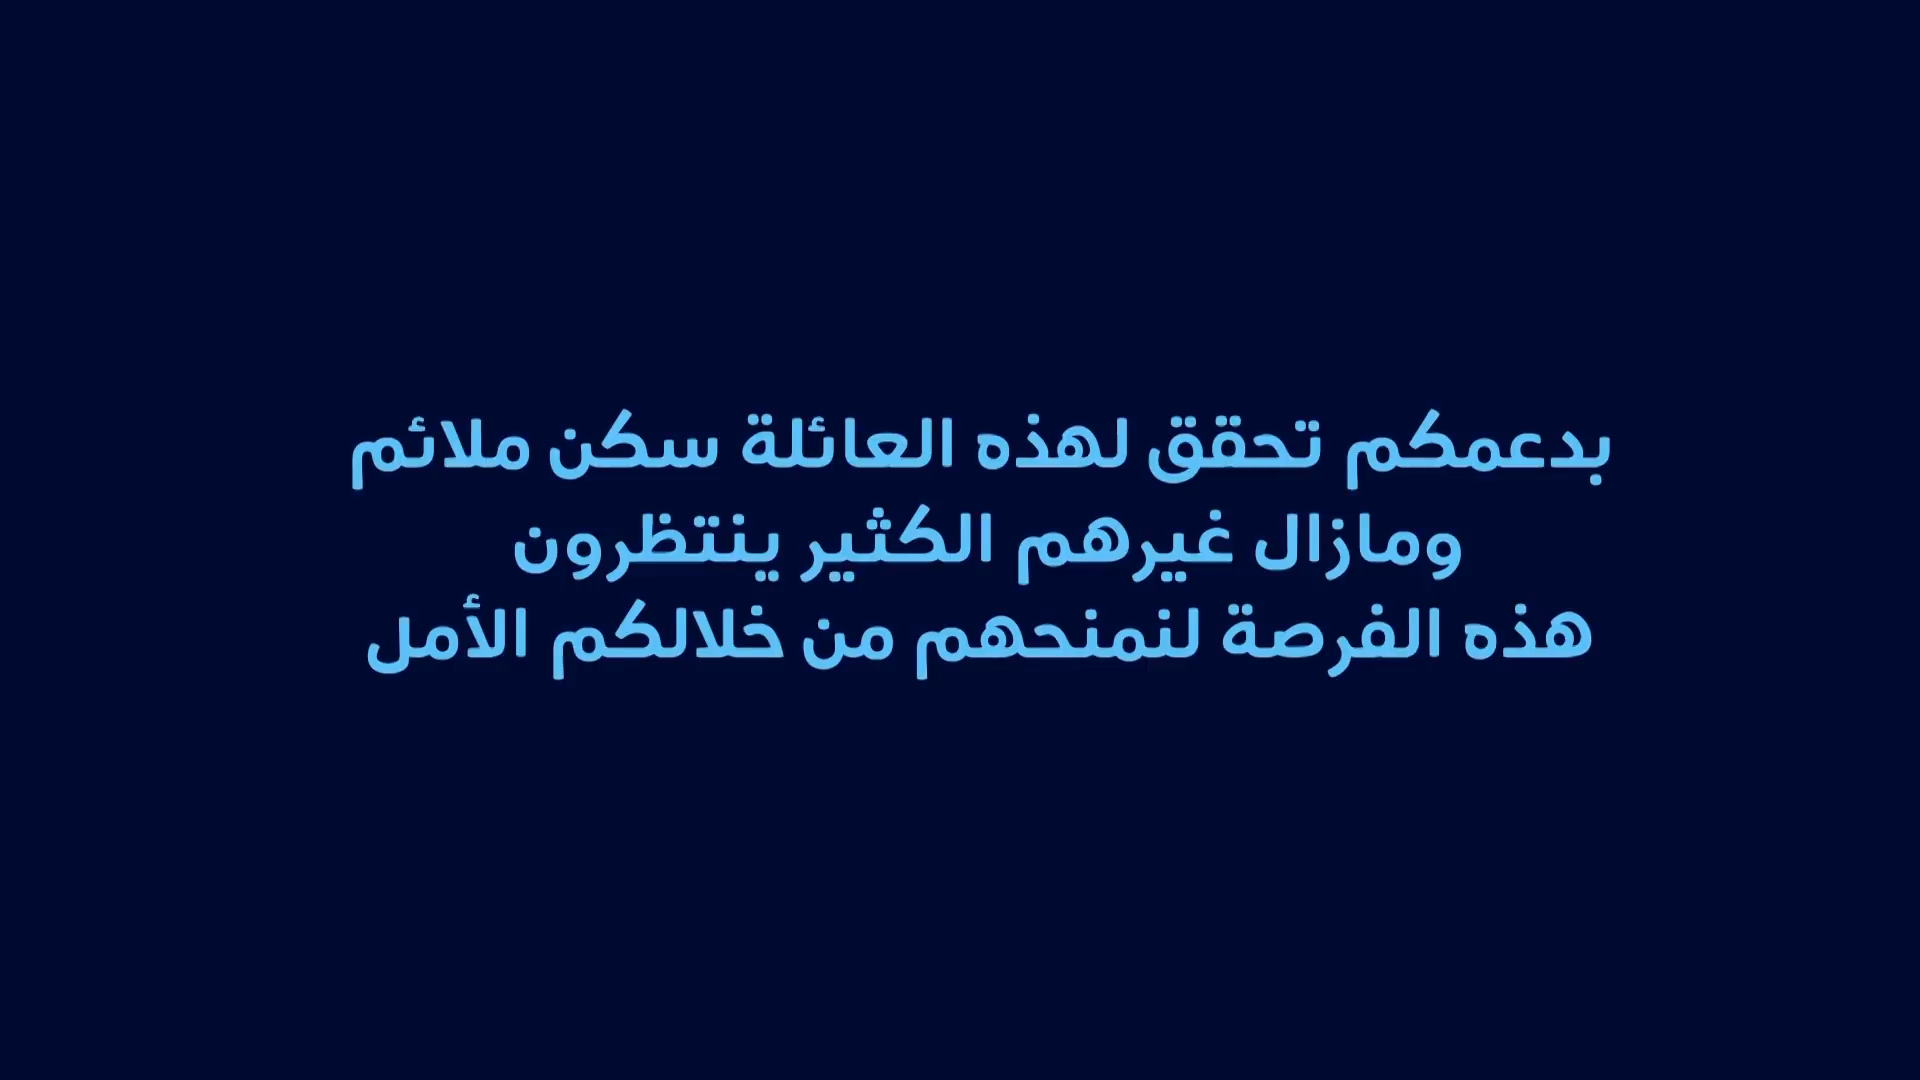 بدعمكم تحقق لهذه العائلة سكن ملائم
ومازال غيرهم الكثير ينتظرون
هذه الفرصة لنمنحهم من خلالكم الأمل